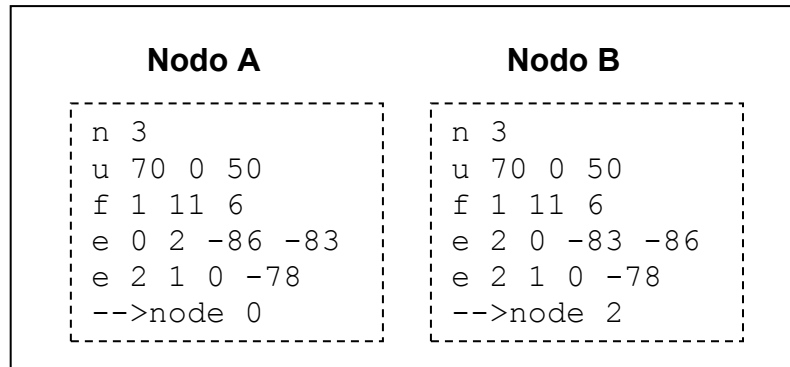 Nodo A
n 3
u 70 0 50
f 1 11 6
e 0 2 -86 -83
e 2 1 0 -78
-->node 0
Nodo B
n 3
u 70 0 50
f 1 11 6
e 2 0 -83 -86
e 2 1 0 -78
-->node 2